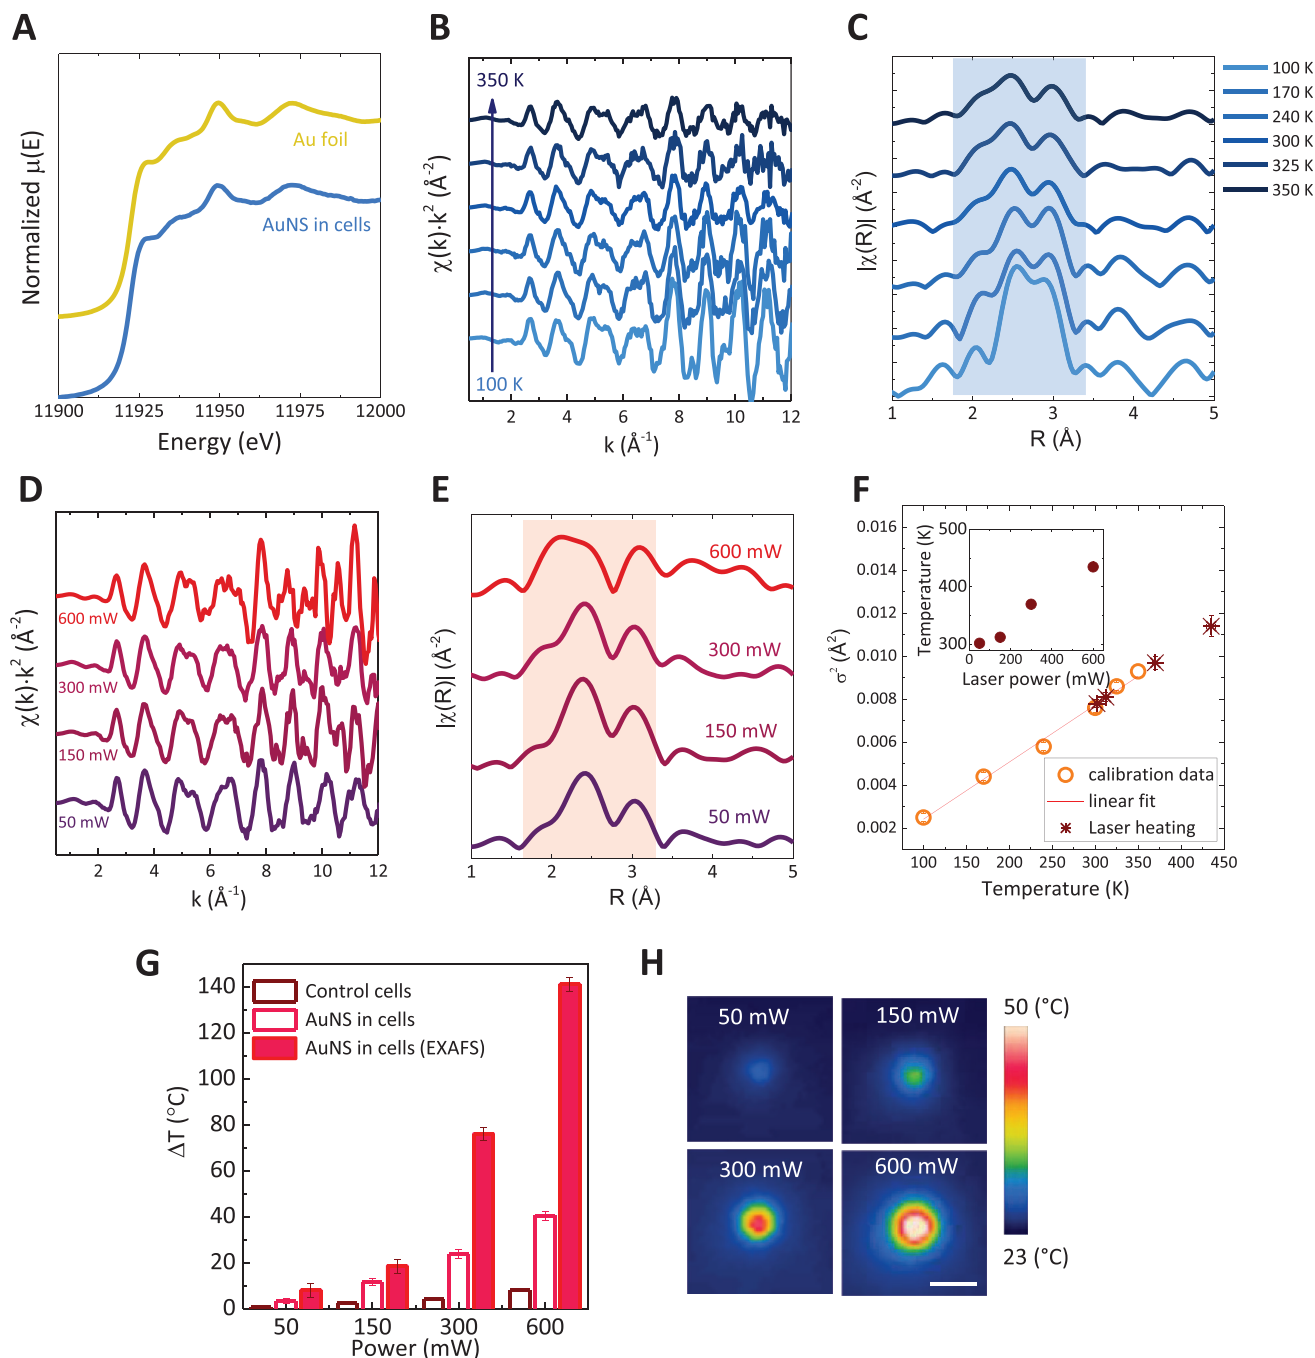 A
Normalized μ(E)
Au foil
AuNS in cells
11900 11925 11950 11975 12000
Energy (eV)
B
χ(k)·k² (Å⁻²)
350 K
100 K
2 4 6 8 10 12
k (Å⁻¹)
C
|χ(R)| (Å⁻²)
1 2 3 4 5
R (Å)
100 K
170 K
240 K
300 K
325 K
350 K
D
χ(k)·k² (Å⁻²)
600 mW
300 mW
150 mW
50 mW
2 4 6 8 10 12
k (Å⁻¹)
E
|χ(R)| (Å⁻²)
600 mW
300 mW
150 mW
50 mW
1 2 3 4 5
R (Å)
F
σ² (Å²)
0.016
0.014
0.012
0.010
0.008
0.006
0.004
0.002
Temperature (K)
500
400
300
0 200 400 600
Laser power (mW)
calibration data
linear fit
Laser heating
100 150 200 250 300 350 400 450
Temperature (K)
G
ΔT (°C)
140
120
100
80
60
40
20
0
Control cells
AuNS in cells
AuNS in cells (EXAFS)
50 150 300 600
Power (mW)
H
50 mW
150 mW
300 mW
600 mW
50 (°C)
23 (°C)